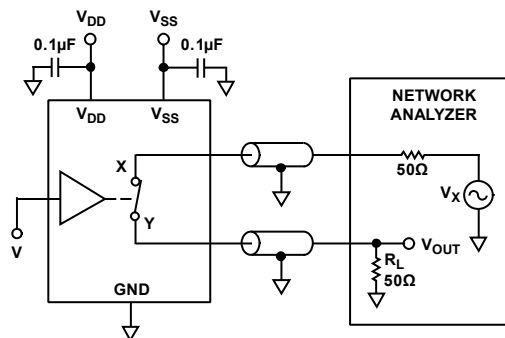 VDD VSS
0.1µF 0.1µF
VDD VSS
NETWORK
ANALYZER
X
50Ω
VX
Y
V
VOUT
RL
50Ω
GND